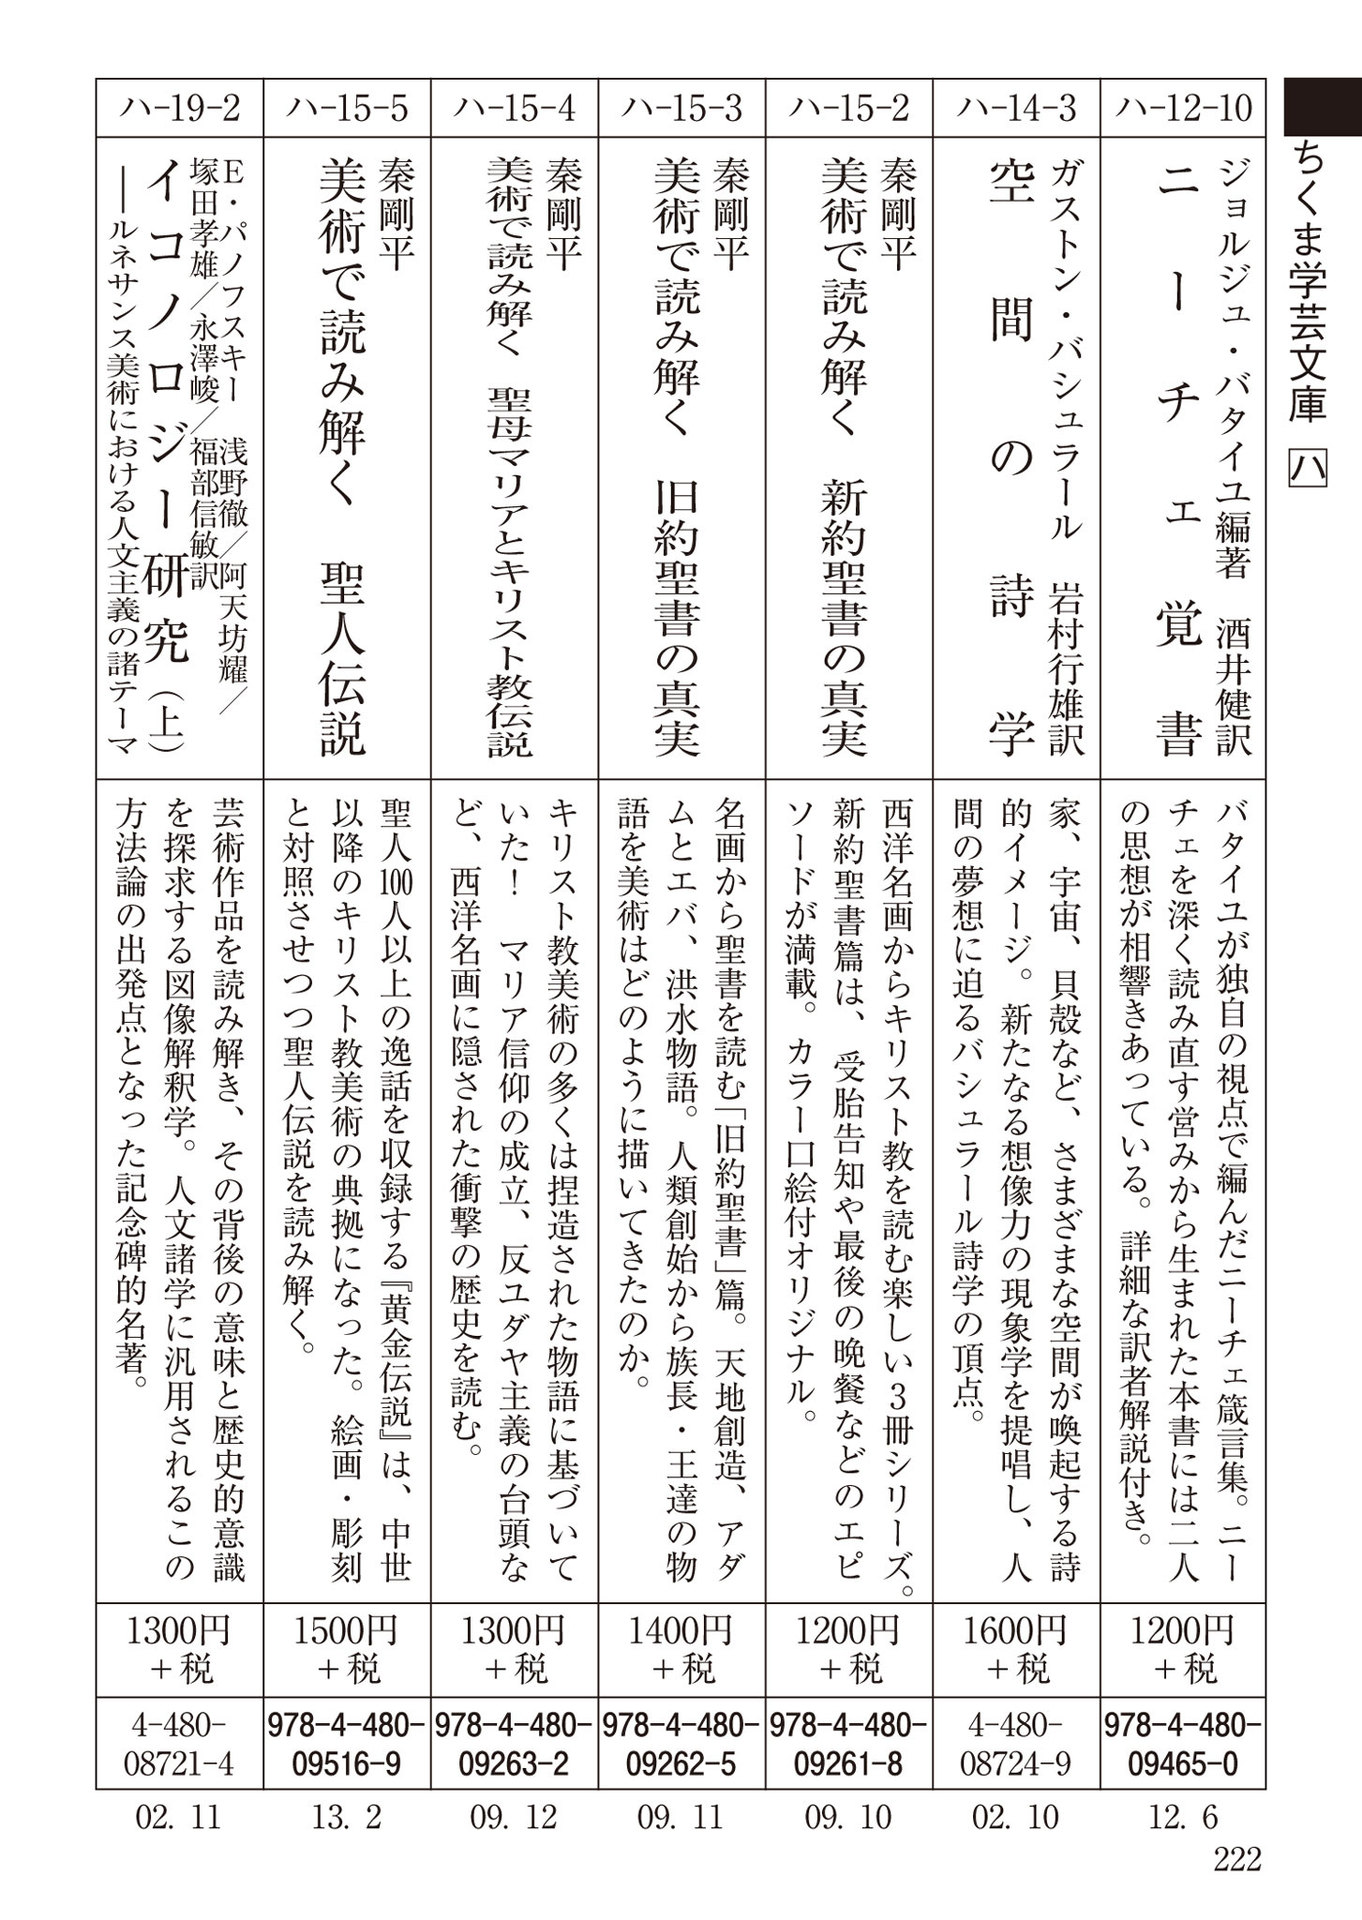 ちくま学芸文庫 ハ
ハ-12-10
ジョルジュ・バタイユ編著 酒井健訳
ニーチェ覚書
バタイユが独自の視点で編んだニーチェ箴言集。ニー
チェを深く読み直す営みから生まれた本書には二人
の思想が相響きあっている。詳細な訳者解説付き。
1200円
+税
978-4-480-
09465-0
12. 6
ハ-14-3
ガストン・バシュラール 岩村行雄訳
空間の詩学
家、宇宙、貝殻など、さまざまな空間が喚起する詩
的イメージ。新たなる想像力の現象学を提唱し、人
間の夢想に迫るバシュラール詩学の頂点。
1600円
+税
4-480-
08724-9
02. 10
ハ-15-2
秦剛平
美術で読み解く 新約聖書の真実
西洋名画からキリスト教を読む楽しい3冊シリーズ。
新約聖書篇は、受胎告知や最後の晩餐などのエピ
ソードが満載。カラー口絵付オリジナル。
1200円
+税
978-4-480-
09261-8
09. 10
ハ-15-3
秦剛平
美術で読み解く 旧約聖書の真実
名画から聖書を読む「旧約聖書」篇。天地創造、アダ
ムとエバ、洪水物語。人類創始から族長・王達の物
語を美術はどのように描いてきたのか。
1400円
+税
978-4-480-
09262-5
09. 11
ハ-15-4
秦剛平
美術で読み解く 聖母マリアとキリスト教伝説
キリスト教美術の多くは捏造された物語に基づいて
いた! マリア信仰の成立、反ユダヤ主義の台頭な
ど、西洋名画に隠された衝撃の歴史を読む。
1300円
+税
978-4-480-
09263-2
09. 12
ハ-15-5
秦剛平
美術で読み解く 聖人伝説
聖人100人以上の逸話を収録する『黄金伝説』は、中世
以降のキリスト教美術の典拠になった。絵画・彫刻
と対照させつつ聖人伝説を読み解く。
1500円
+税
978-4-480-
09516-9
13. 2
ハ-19-2
E・パノフスキー 浅野徹／阿天坊耀／
塚田孝雄／永澤峻／福部信敏訳
イコノロジー研究(上)
――ルネサンス美術における人文主義の諸テーマ
芸術作品を読み解き、その背後の意味と歴史的意識
を探求する図像解釈学。人文諸学に汎用されるこの
方法論の出発点となった記念碑的名著。
1300円
+税
4-480-
08721-4
02. 11
222